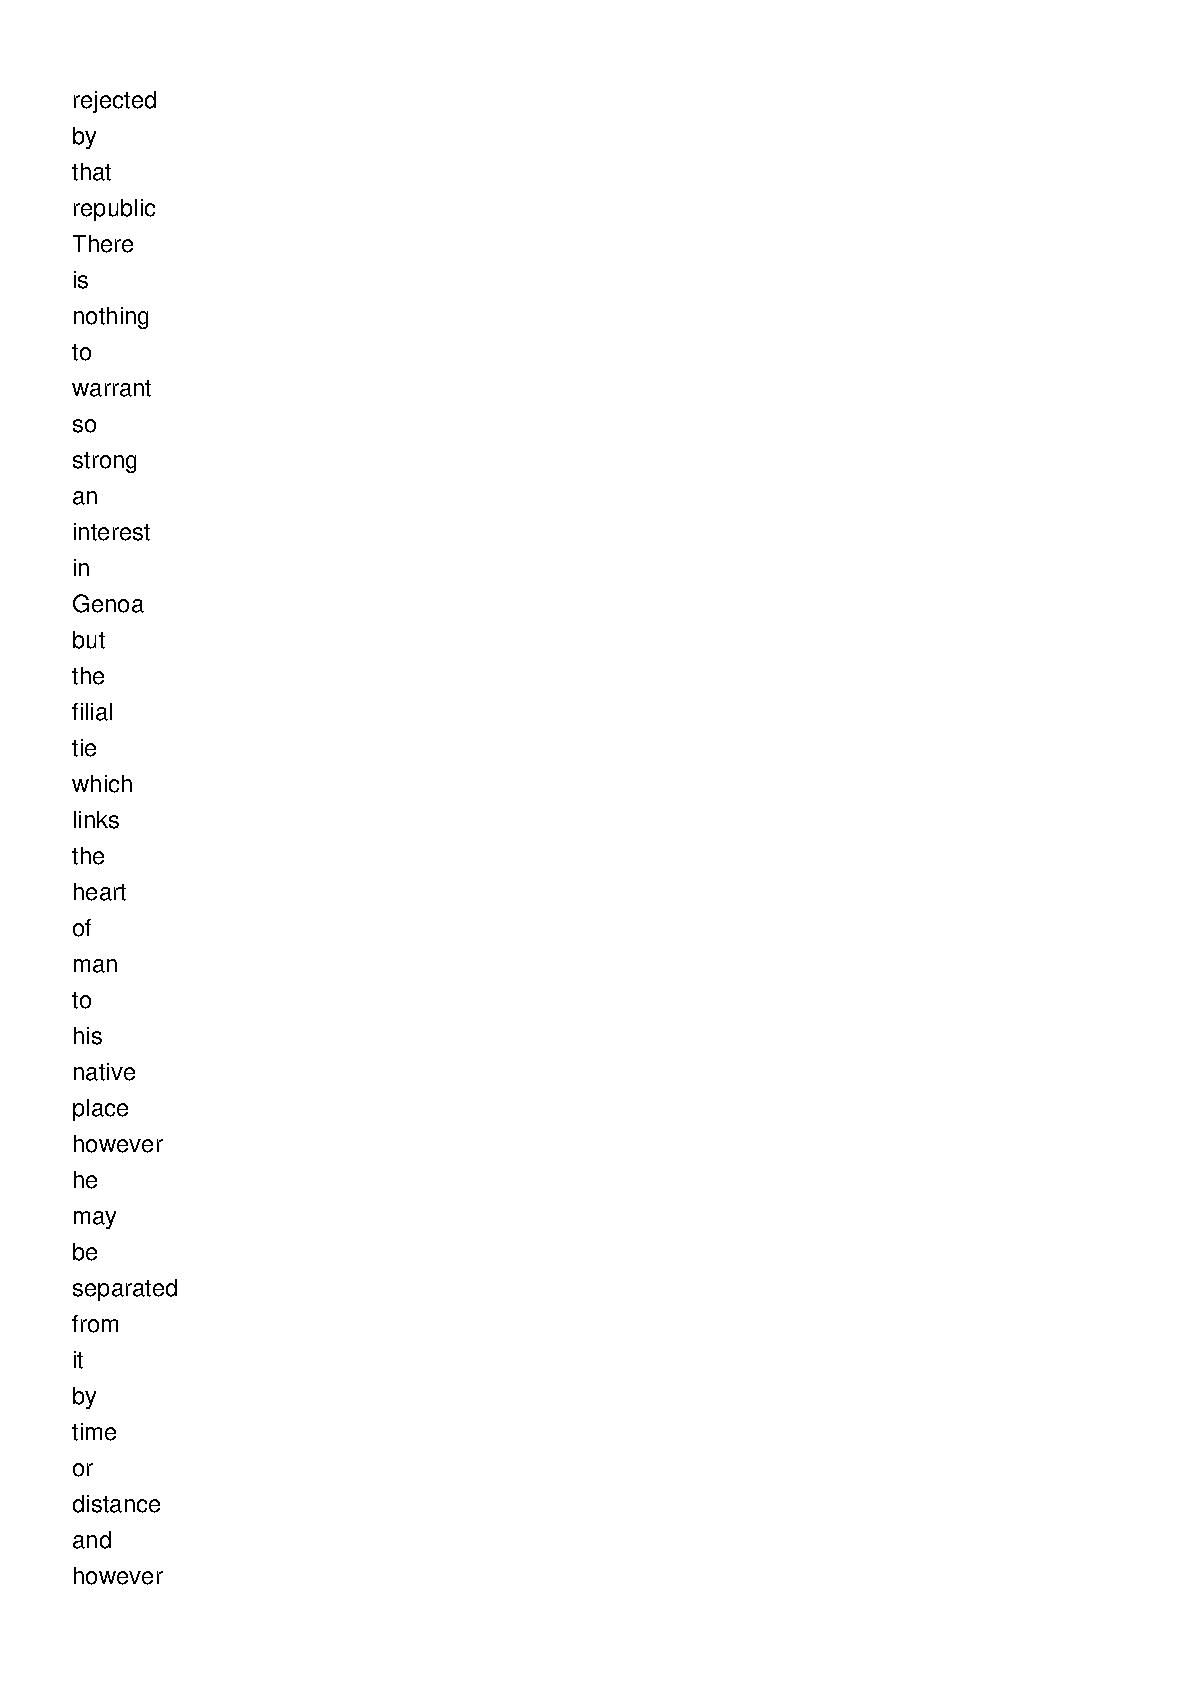 rejected
by
that
republic
There
is
nothing
to
warrant
so
strong
an
interest
in
Genoa
but
the
filial
tie
which
links
the
heart
of
man
to
his
native
place
however
he
may
be
separated
from
it
by
time
or
distance
and
however